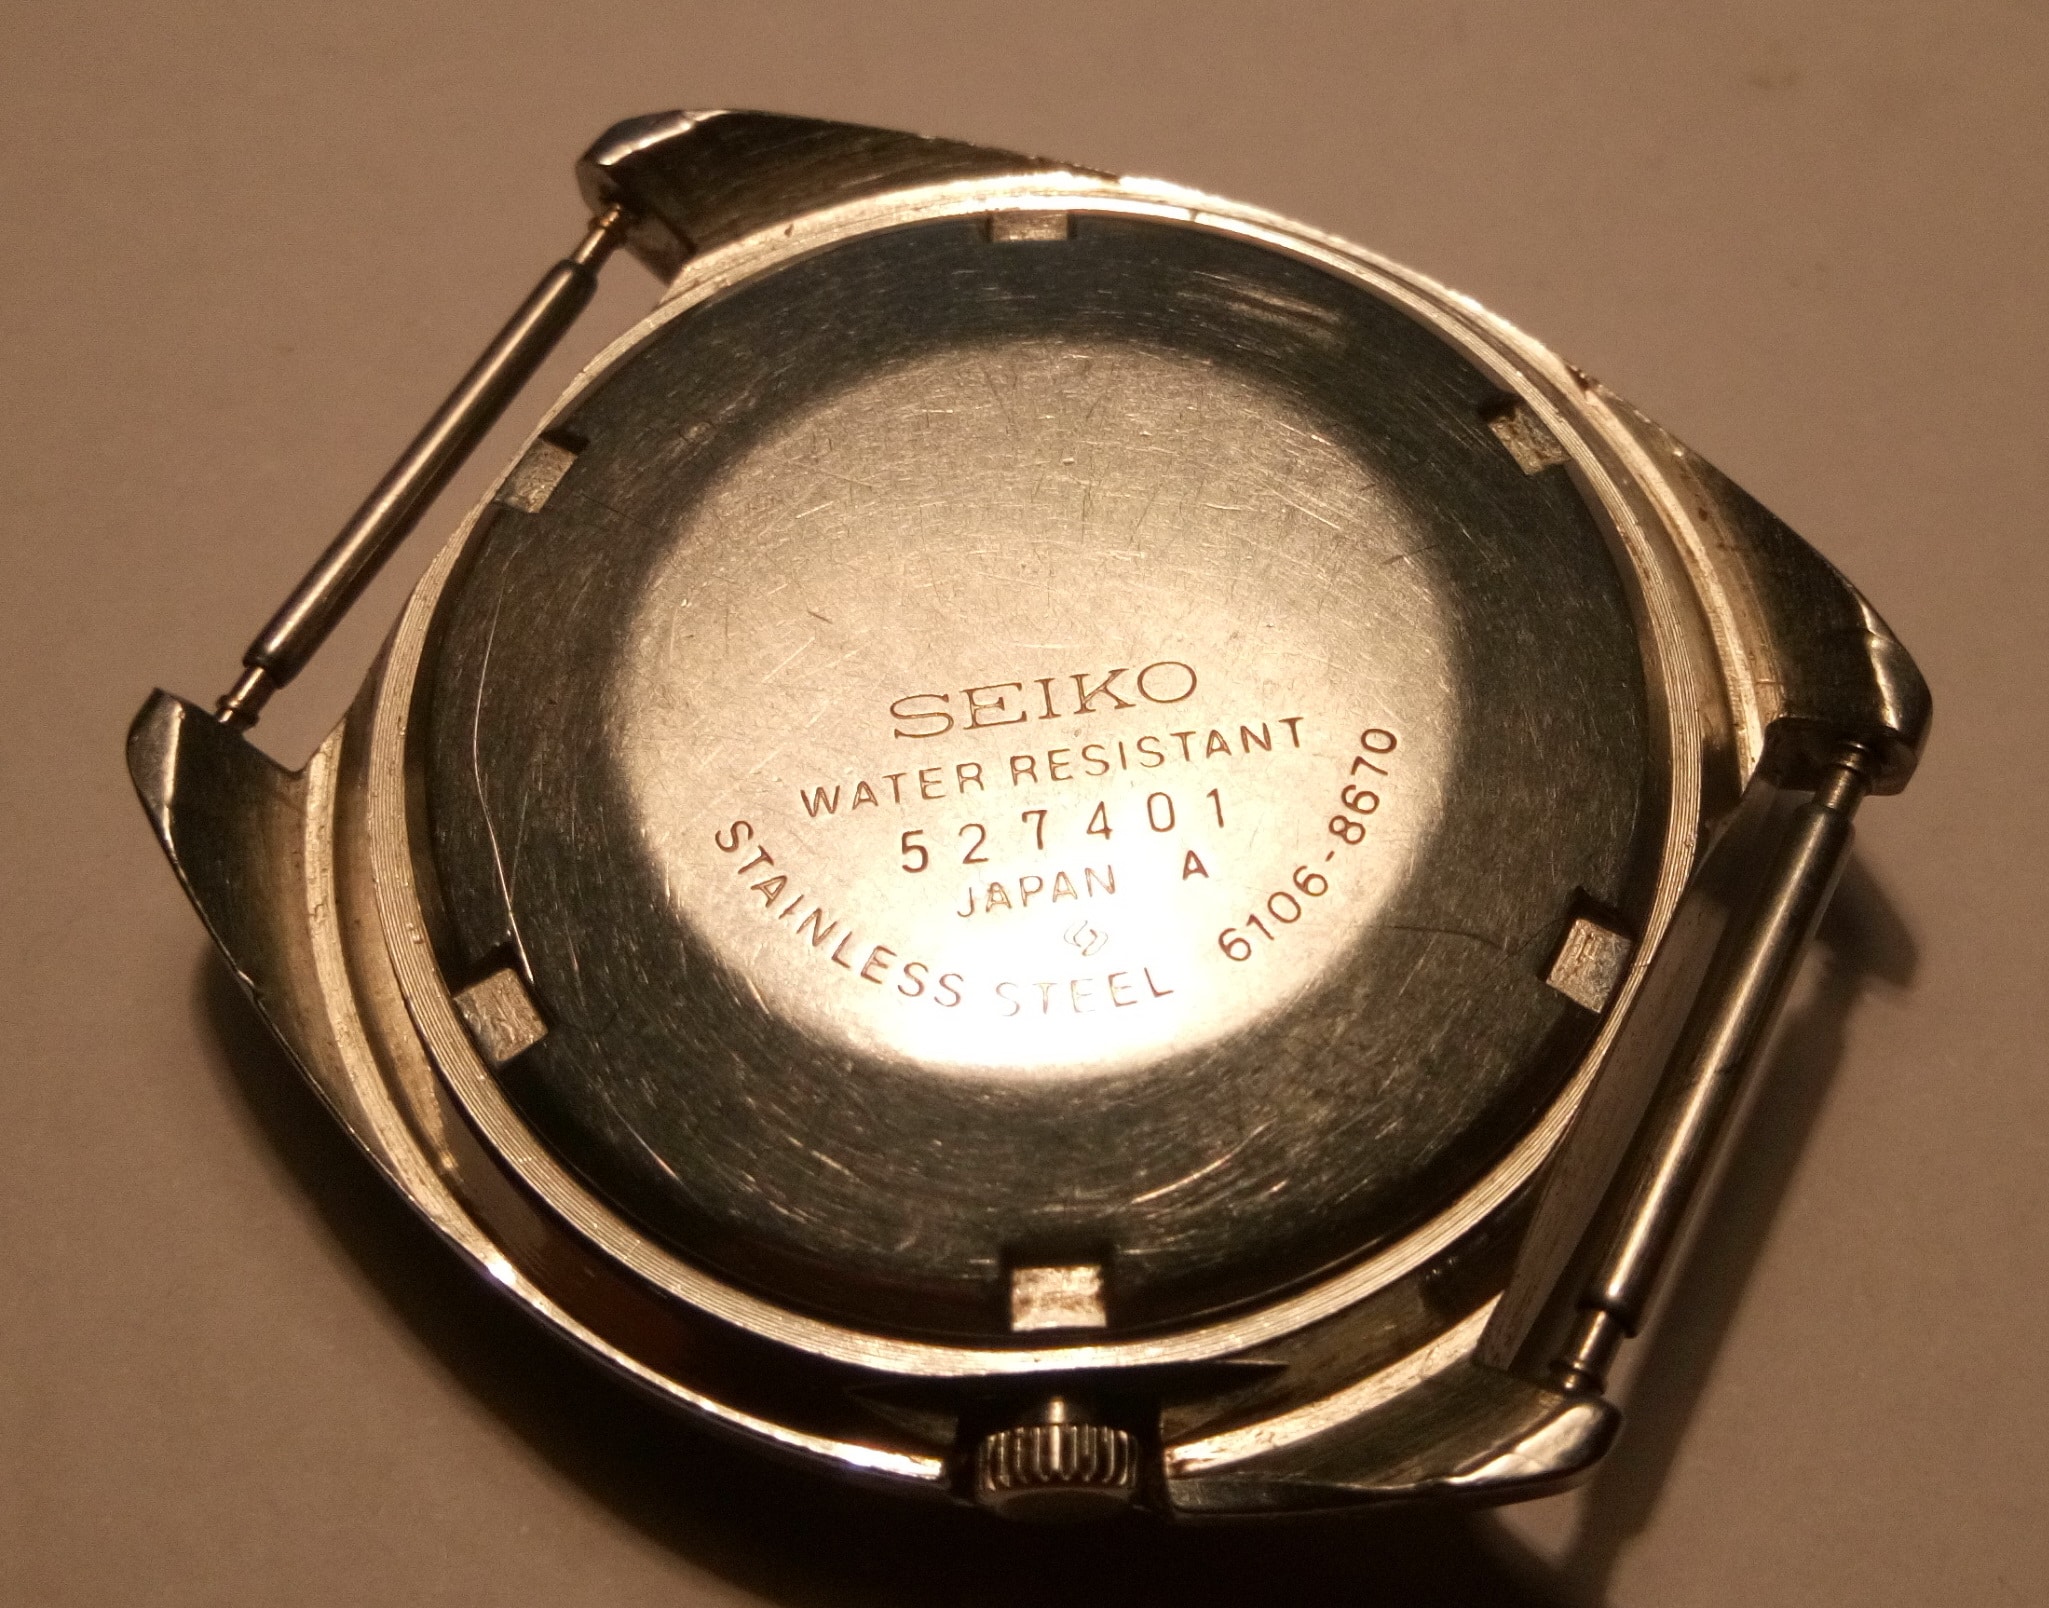 SEIKO
WATER RESISTANT
527401
JAPAN A
STAINLESS STEEL 6106-8670